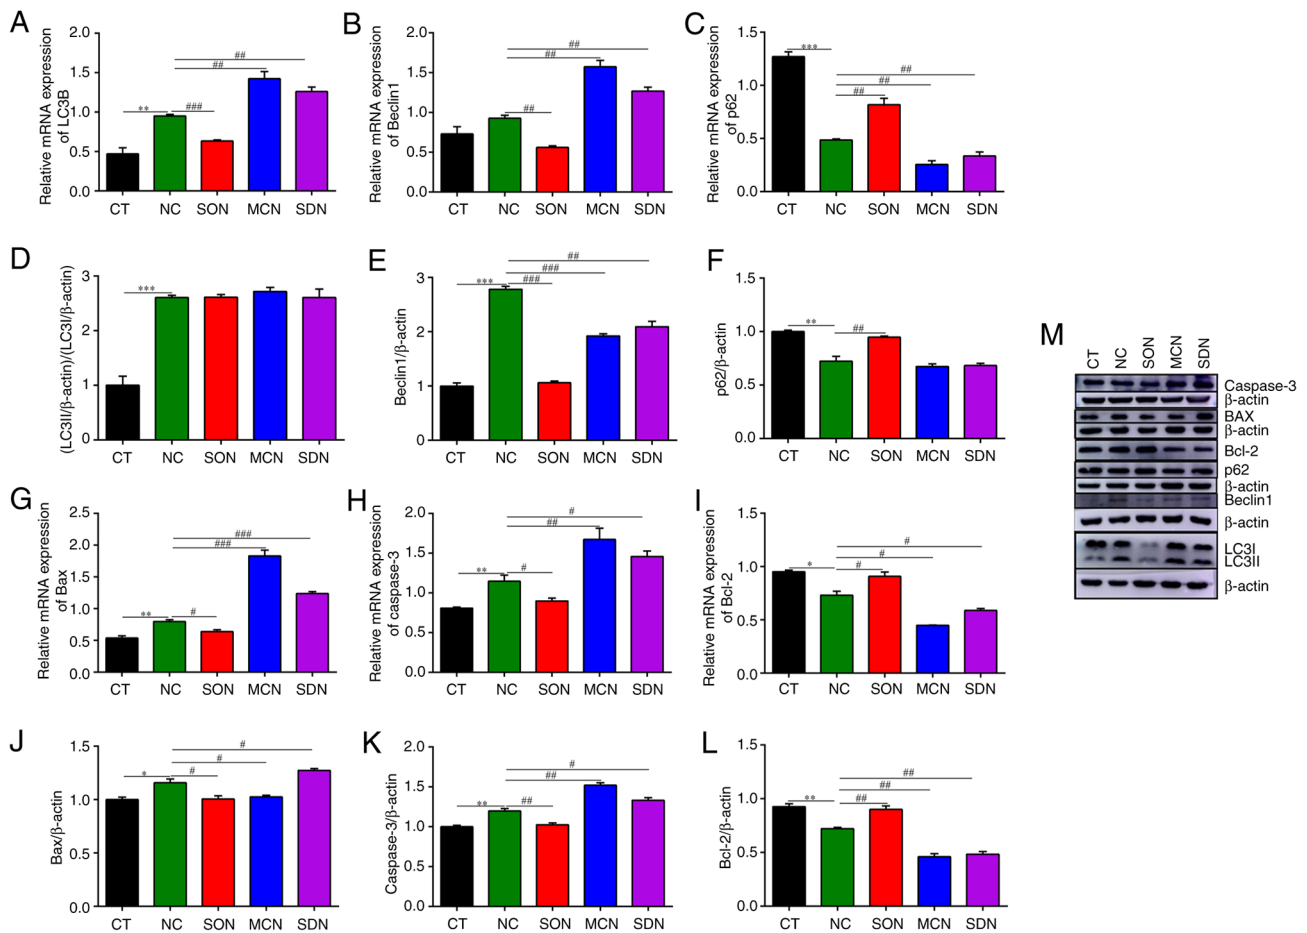 A
Relative mRNA expression
of LC3B
2.0
1.5
1.0
0.5
0.0
##
##
** ###
CT NC SON MCN SDN
B
Relative mRNA expression
of Beclin1
2.0
1.5
1.0
0.5
0.0
##
##
##
CT NC SON MCN SDN
C
Relative mRNA expression
of p62
1.5
1.0
0.5
0.0
***
##
##
##
CT NC SON MCN SDN
D
(LC3II/β-actin)/(LC3I/β-actin)
3
2
1
0
***
CT NC SON MCN SDN
E
Beclin1/β-actin
3
2
1
0
##
###
*** ###
CT NC SON MCN SDN
F
p62/β-actin
1.5
1.0
0.5
0.0
** ##
CT NC SON MCN SDN
G
Relative mRNA expression
of Bax
2.5
2.0
1.5
1.0
0.5
0.0
###
###
** #
CT NC SON MCN SDN
H
Relative mRNA expression
of caspase-3
2.0
1.5
1.0
0.5
0.0
#
##
** #
CT NC SON MCN SDN
I
Relative mRNA expression
of Bcl-2
1.5
1.0
0.5
0.0
#
#
* #
CT NC SON MCN SDN
J
Bax/β-actin
1.5
1.0
0.5
0.0
#
#
* #
CT NC SON MCN SDN
K
Caspase-3/β-actin
2.0
1.5
1.0
0.5
0.0
#
##
** ##
CT NC SON MCN SDN
L
Bcl-2/β-actin
1.5
1.0
0.5
0.0
##
##
** ##
CT NC SON MCN SDN
M
CT NC SON MCN SDN
Caspase-3
β-actin
BAX
β-actin
Bcl-2
p62
β-actin
Beclin1
β-actin
LC3I
LC3II
β-actin